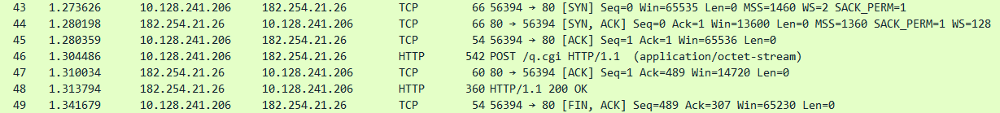 43 1.273626 10.128.241.206 182.254.21.26 TCP 66 56394 → 80 [SYN] Seq=0 Win=65535 Len=0 MSS=1460 WS=2 SACK_PERM=1
44 1.280198 182.254.21.26 10.128.241.206 TCP 66 80 → 56394 [SYN, ACK] Seq=0 Ack=1 Win=13600 Len=0 MSS=1360 SACK_PERM=1 WS=128
45 1.280359 10.128.241.206 182.254.21.26 TCP 54 56394 → 80 [ACK] Seq=1 Ack=1 Win=65536 Len=0
46 1.304486 10.128.241.206 182.254.21.26 HTTP 542 POST /q.cgi HTTP/1.1 (application/octet-stream)
47 1.310034 182.254.21.26 10.128.241.206 TCP 60 80 → 56394 [ACK] Seq=1 Ack=489 Win=14720 Len=0
48 1.313794 182.254.21.26 10.128.241.206 HTTP 360 HTTP/1.1 200 OK
49 1.341679 10.128.241.206 182.254.21.26 TCP 54 56394 → 80 [FIN, ACK] Seq=489 Ack=307 Win=65230 Len=0